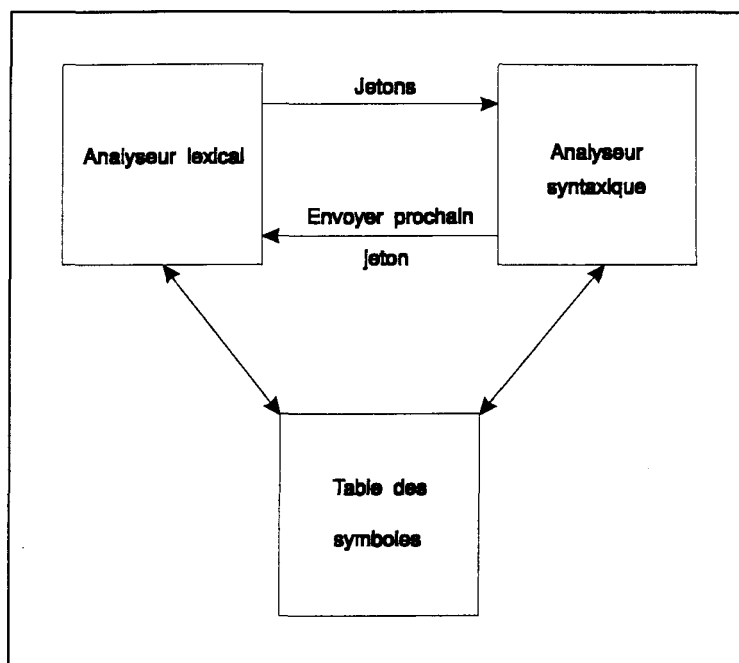 Jetons
Analyseur lexical
Analyseur
syntaxique
Envoyer prochain
jeton
Table des
symboles